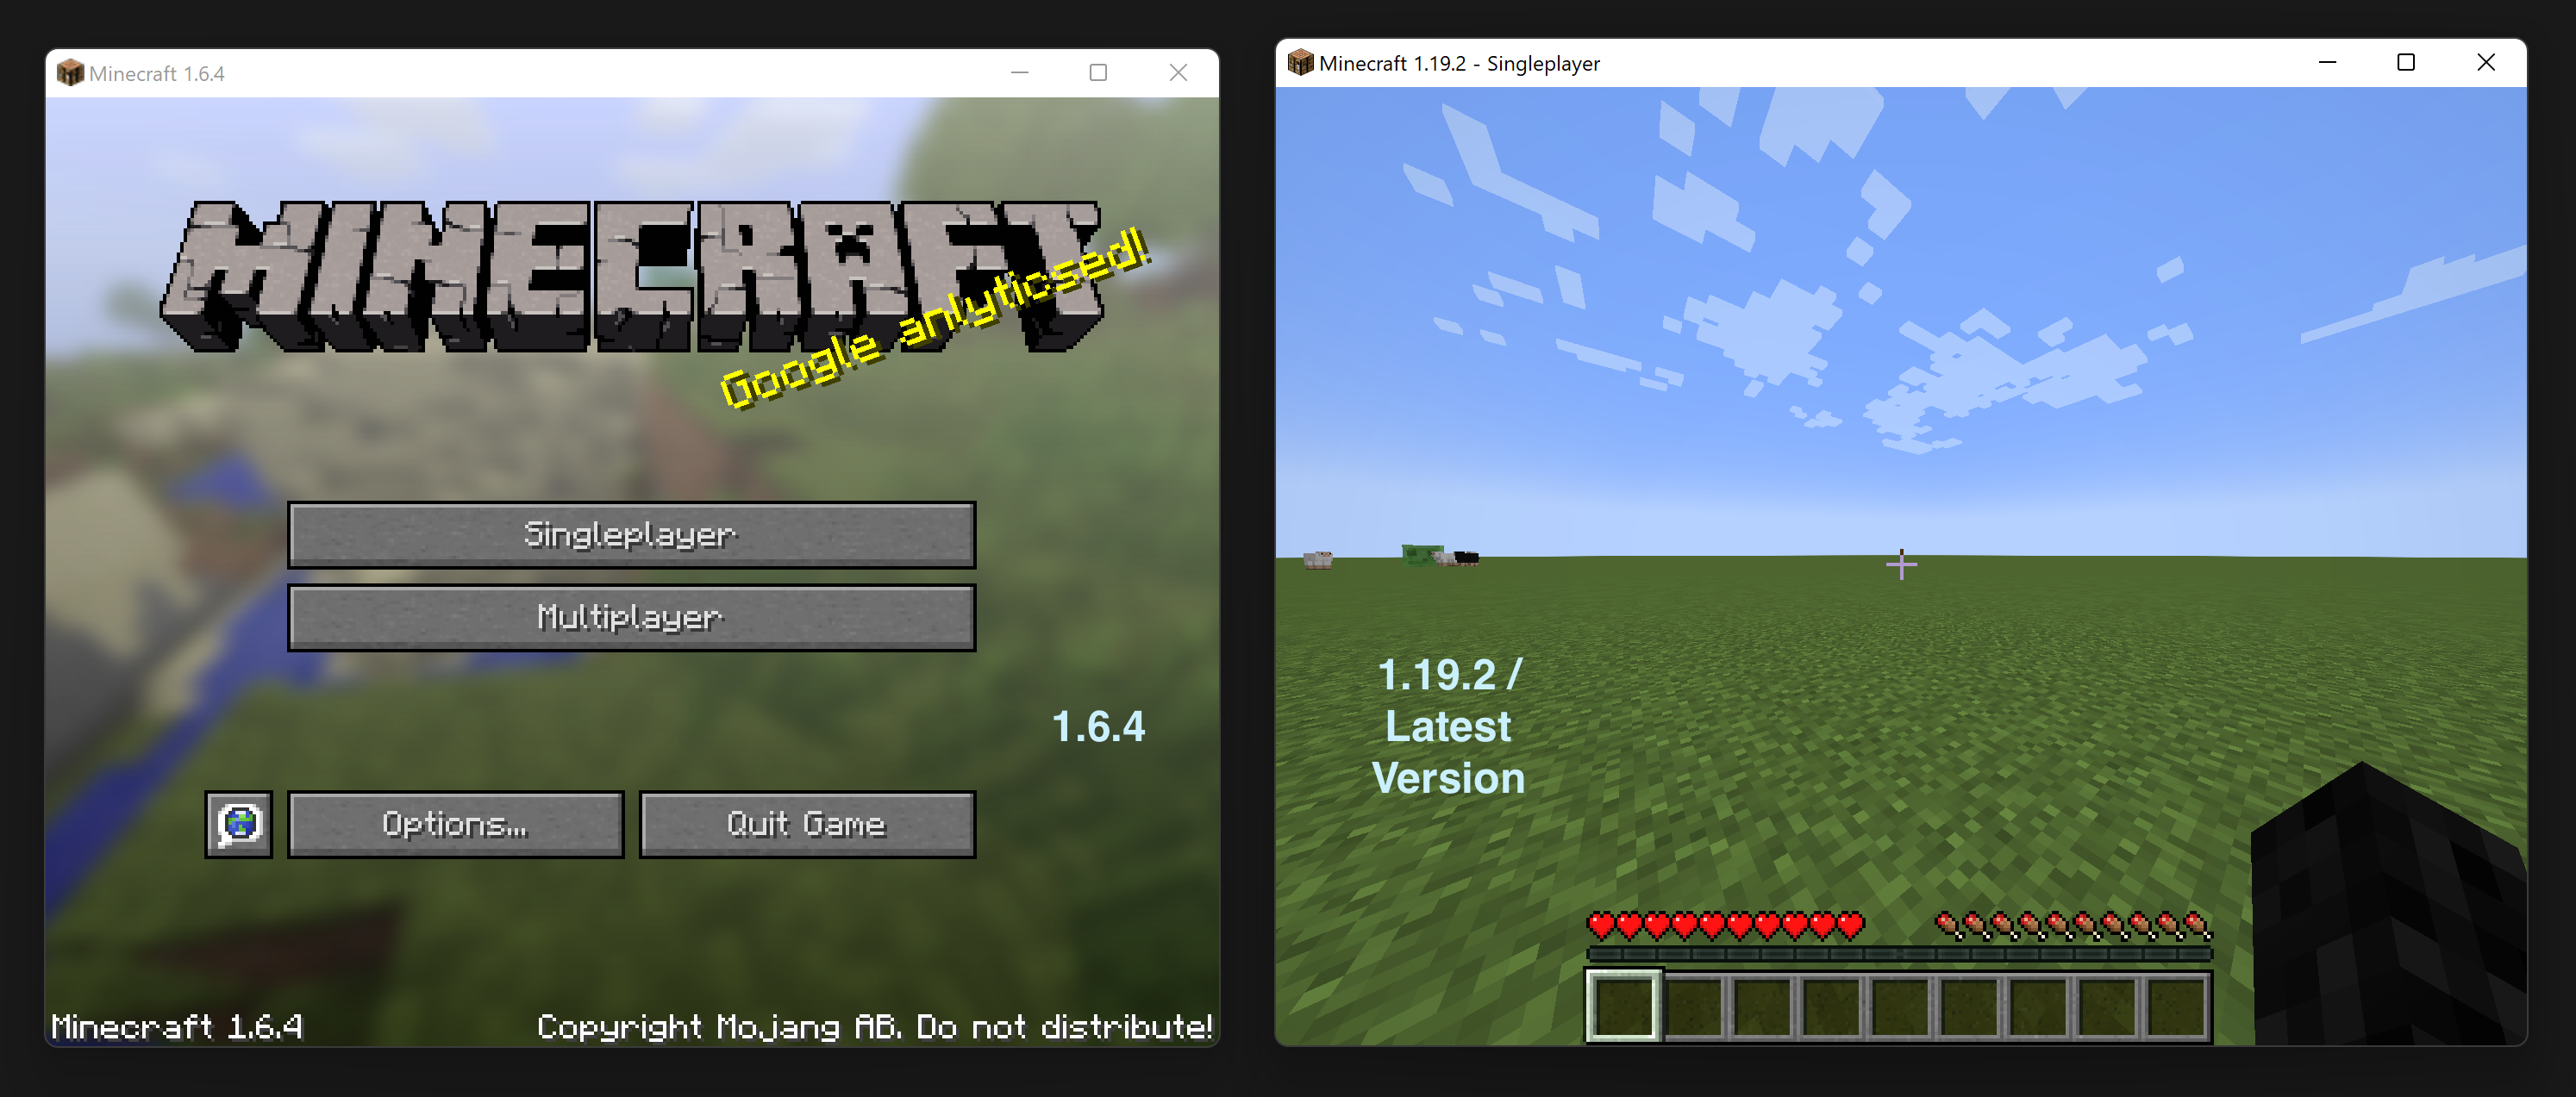 Minecraft 1.6.4
MINECRAFT
Google anlyticsed!
Singleplayer
Multiplayer
1.6.4
Options...
Quit Game
Minecraft 1.6.4
Copyright Mojang AB. Do not distribute!
Minecraft 1.19.2 - Singleplayer
1.19.2 /
Latest
Version